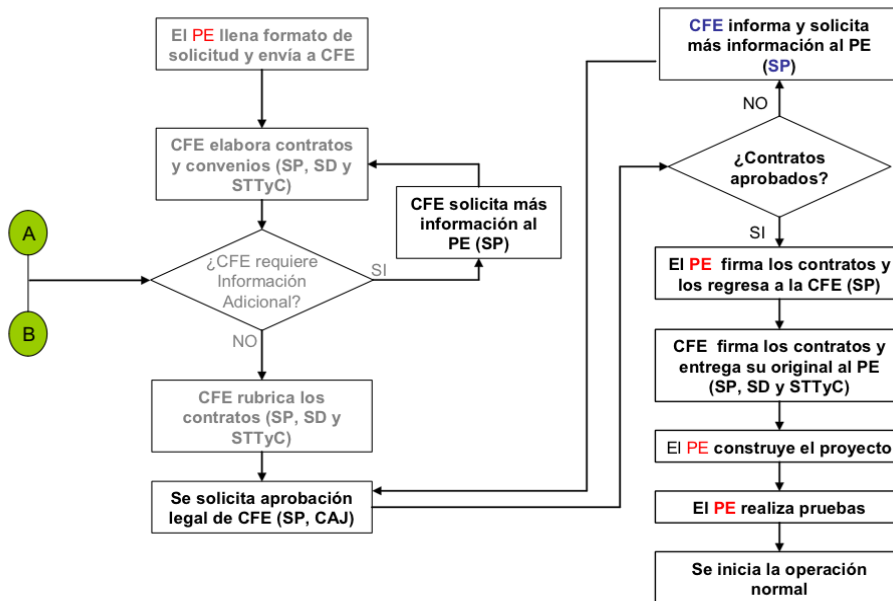 El PE llena formato de
solicitud y envía a CFE
CFE elabora contratos
y convenios (SP, SD y
STTyC)
CFE solicita más
información al
PE (SP)
A
B
¿CFE requiere
Información
Adicional?
SI
NO
CFE rubrica los
contratos (SP, SD y
STTyC)
Se solicita aprobación
legal de CFE (SP, CAJ)
CFE informa y solicita
más información al PE
(SP)
NO
¿Contratos
aprobados?
SI
El PE firma los contratos y
los regresa a la CFE (SP)
CFE firma los contratos y
entrega su original al PE
(SP, SD y STTyC)
El PE construye el proyecto
El PE realiza pruebas
Se inicia la operación
normal